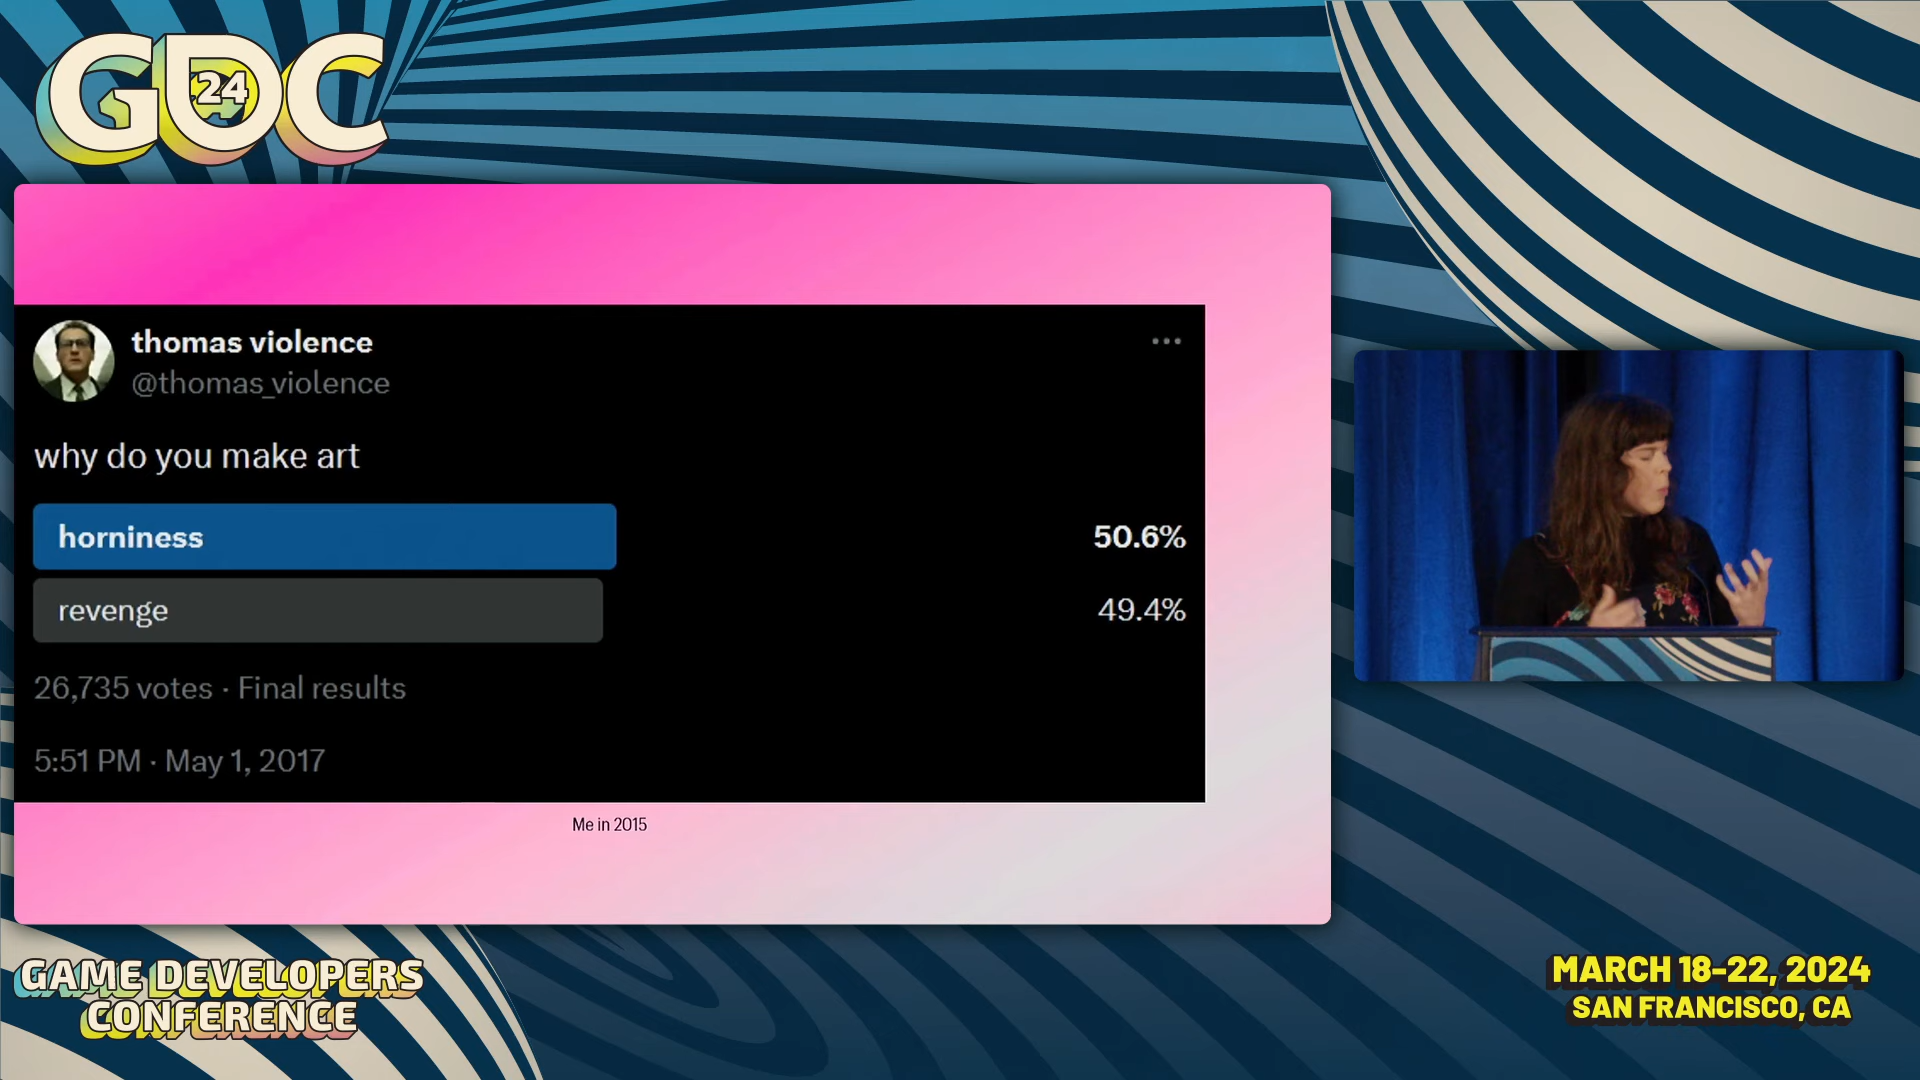 GDC
24
thomas violence
@thomas_violence
why do you make art
horniness 50.6%
revenge 49.4%
26,735 votes · Final results
5:51 PM · May 1, 2017
Me in 2015
GAME DEVELOPERS
CONFERENCE
MARCH 18-22, 2024
SAN FRANCISCO, CA